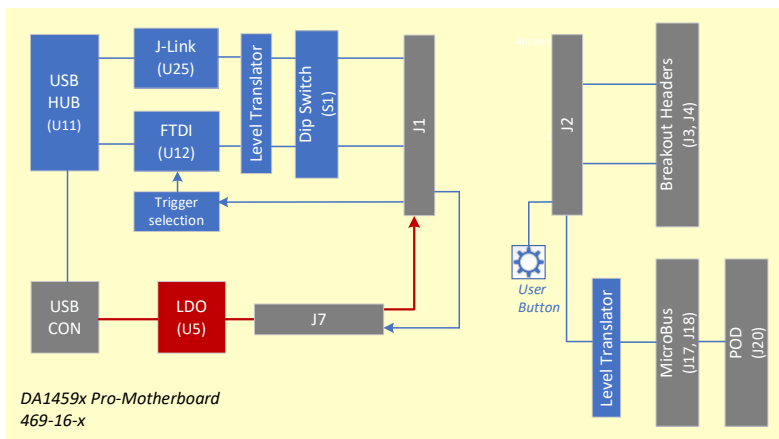 USB
HUB
(U11)
J-Link
(U25)
FTDI
(U12)
Trigger
selection
Level Translator
Dip Switch
(S1)
J1
USB
CON
LDO
(U5)
J7
J2
Breakout Headers
(J3, J4)
User
Button
Level Translator
MicroBus
(J17, J18)
POD
(J20)
DA1459x Pro-Motherboard
469-16-x